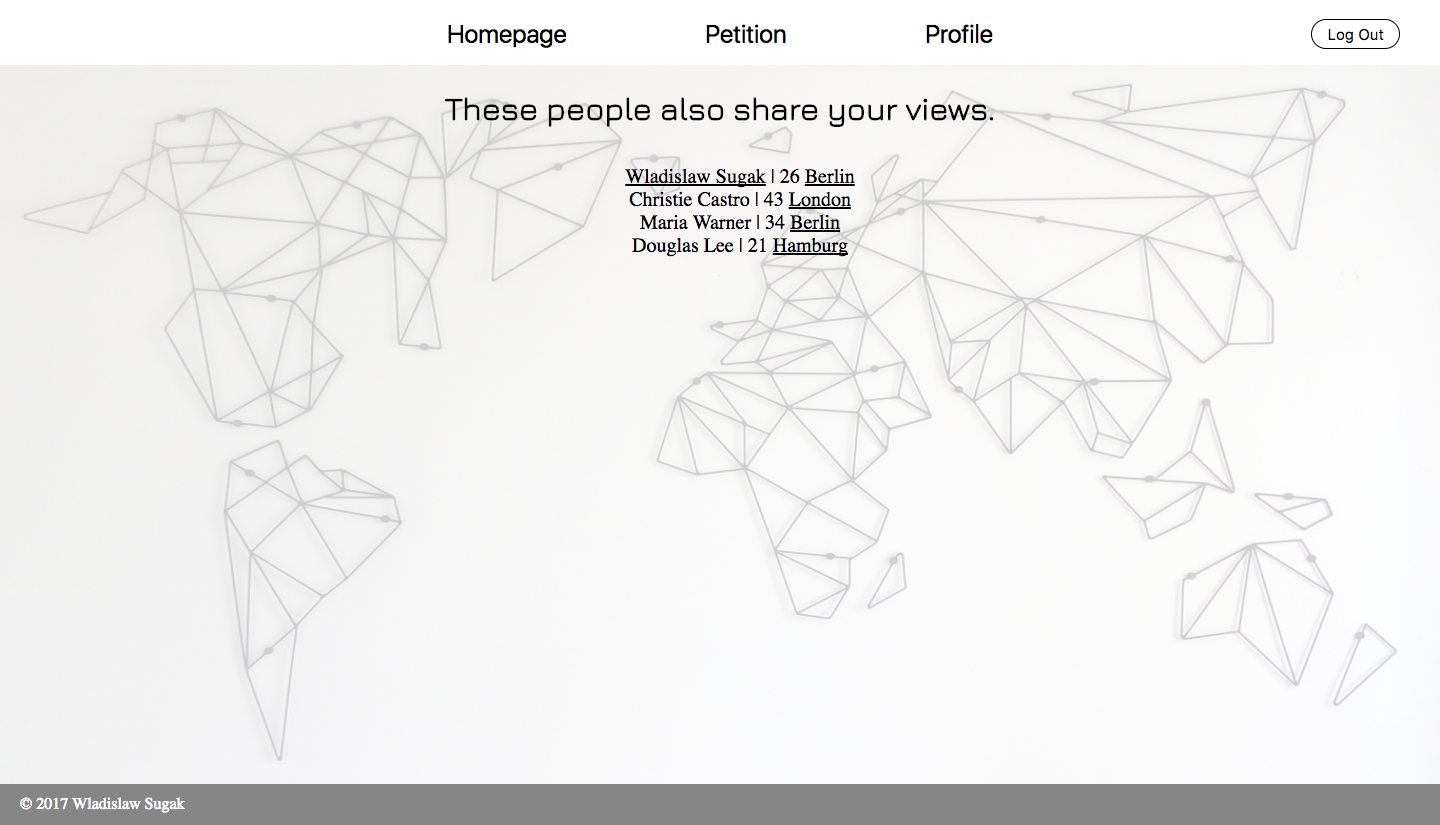 Homepage Petition Profile Log Out
These people also share your views.
Wladislaw Sugak | 26 Berlin
Christie Castro | 43 London
Maria Warner | 34 Berlin
Douglas Lee | 21 Hamburg
© 2017 Wladislaw Sugak